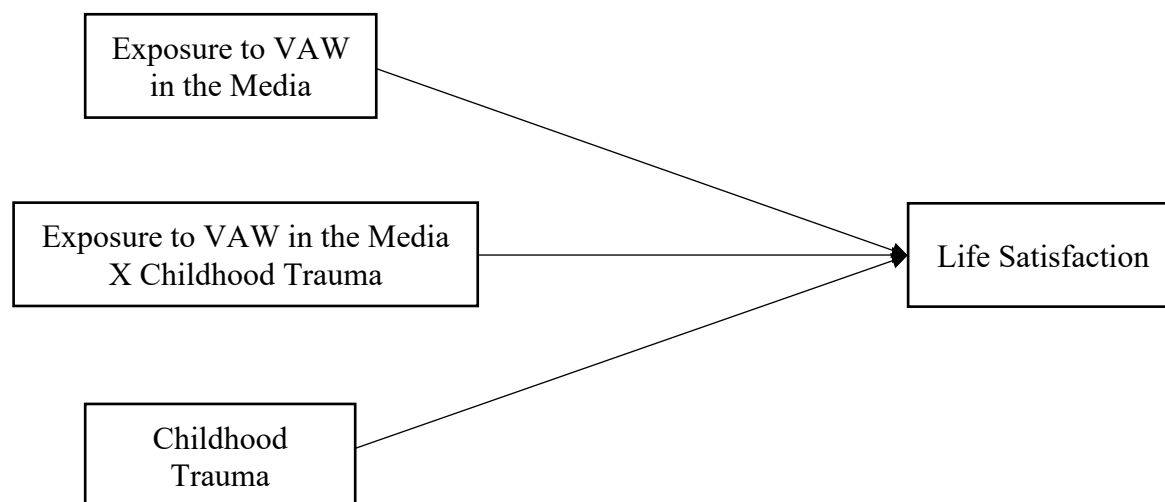 Exposure to VAW
in the Media
Exposure to VAW in the Media
X Childhood Trauma
Life Satisfaction
Childhood
Trauma